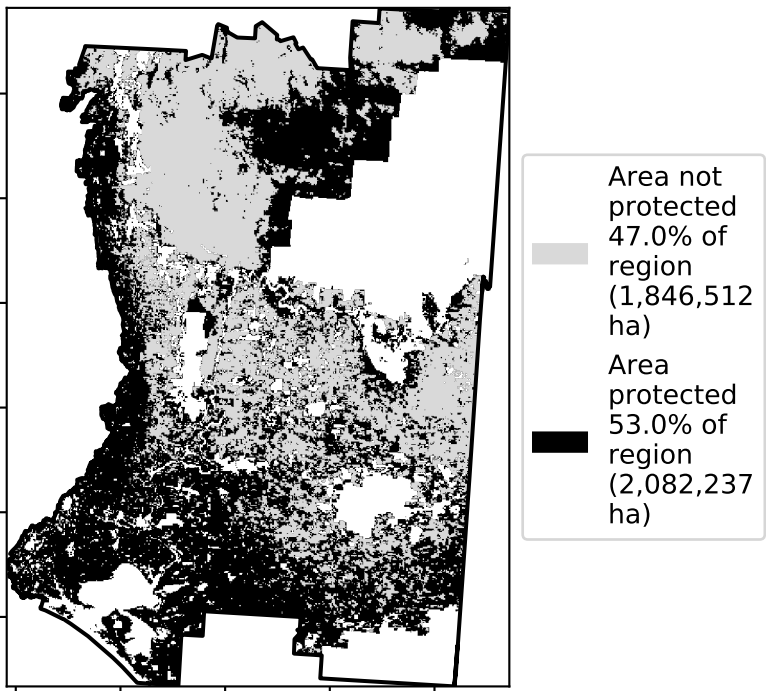 Area not
protected
47.0% of
region
(1,846,512
ha)
Area
protected
53.0% of
region
(2,082,237
ha)